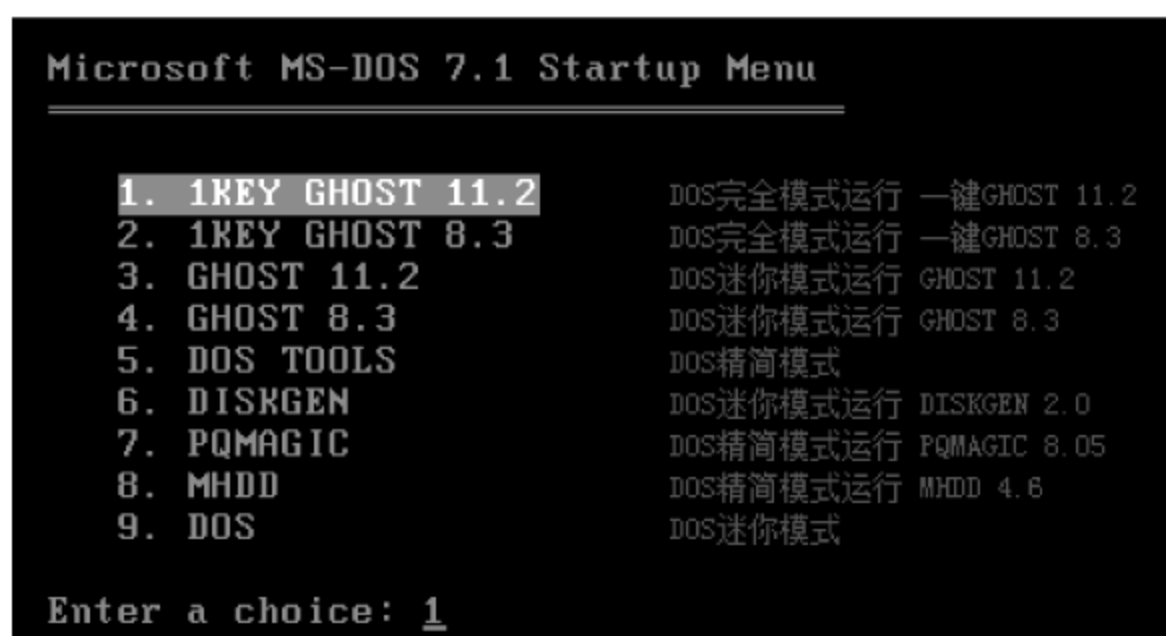 Microsoft MS-DOS 7.1 Startup Menu
1. 1KEY GHOST 11.2 DOS完全模式运行 一键GHOST 11.2
2. 1KEY GHOST 8.3 DOS完全模式运行 一键GHOST 8.3
3. GHOST 11.2 DOS迷你模式运行 GHOST 11.2
4. GHOST 8.3 DOS迷你模式运行 GHOST 8.3
5. DOS TOOLS DOS精简模式
6. DISKGEN DOS迷你模式运行 DISKGEN 2.0
7. PQMAGIC DOS精简模式运行 PQMAGIC 8.05
8. MHDD DOS精简模式运行 MHDD 4.6
9. DOS DOS迷你模式
Enter a choice: 1